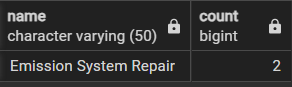 name count
character varying (50) bigint
Emission System Repair 2